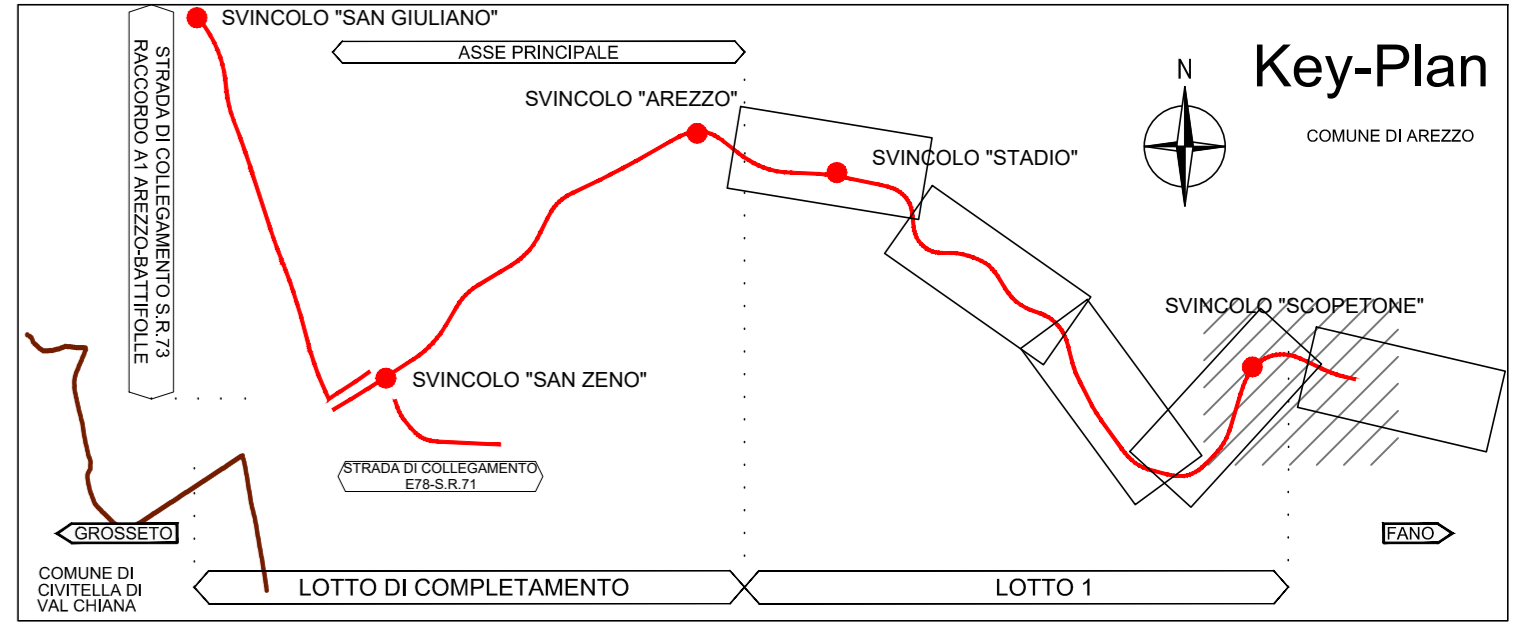 SVINCOLO "SAN GIULIANO"
STRADA DI COLLEGAMENTO S.R.73
RACCORDO A1 AREZZO-BATTIFOLLE
ASSE PRINCIPALE
Key-Plan
N
SVINCOLO "AREZZO"
COMUNE DI AREZZO
SVINCOLO "STADIO"
SVINCOLO "SCOPETONE"
SVINCOLO "SAN ZENO"
STRADA DI COLLEGAMENTO
E78-S.R.71
GROSSETO
FANO
COMUNE DI
CIVITELLA DI
VAL CHIANA
LOTTO DI COMPLETAMENTO
LOTTO 1